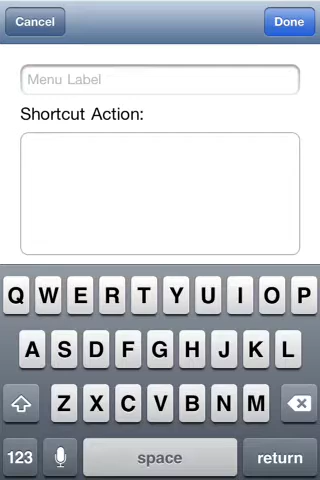 Cancel Done
Menu Label
Shortcut Action:
Q W E R T Y U I O P
A S D F G H J K L
Z X C V B N M
123 space return